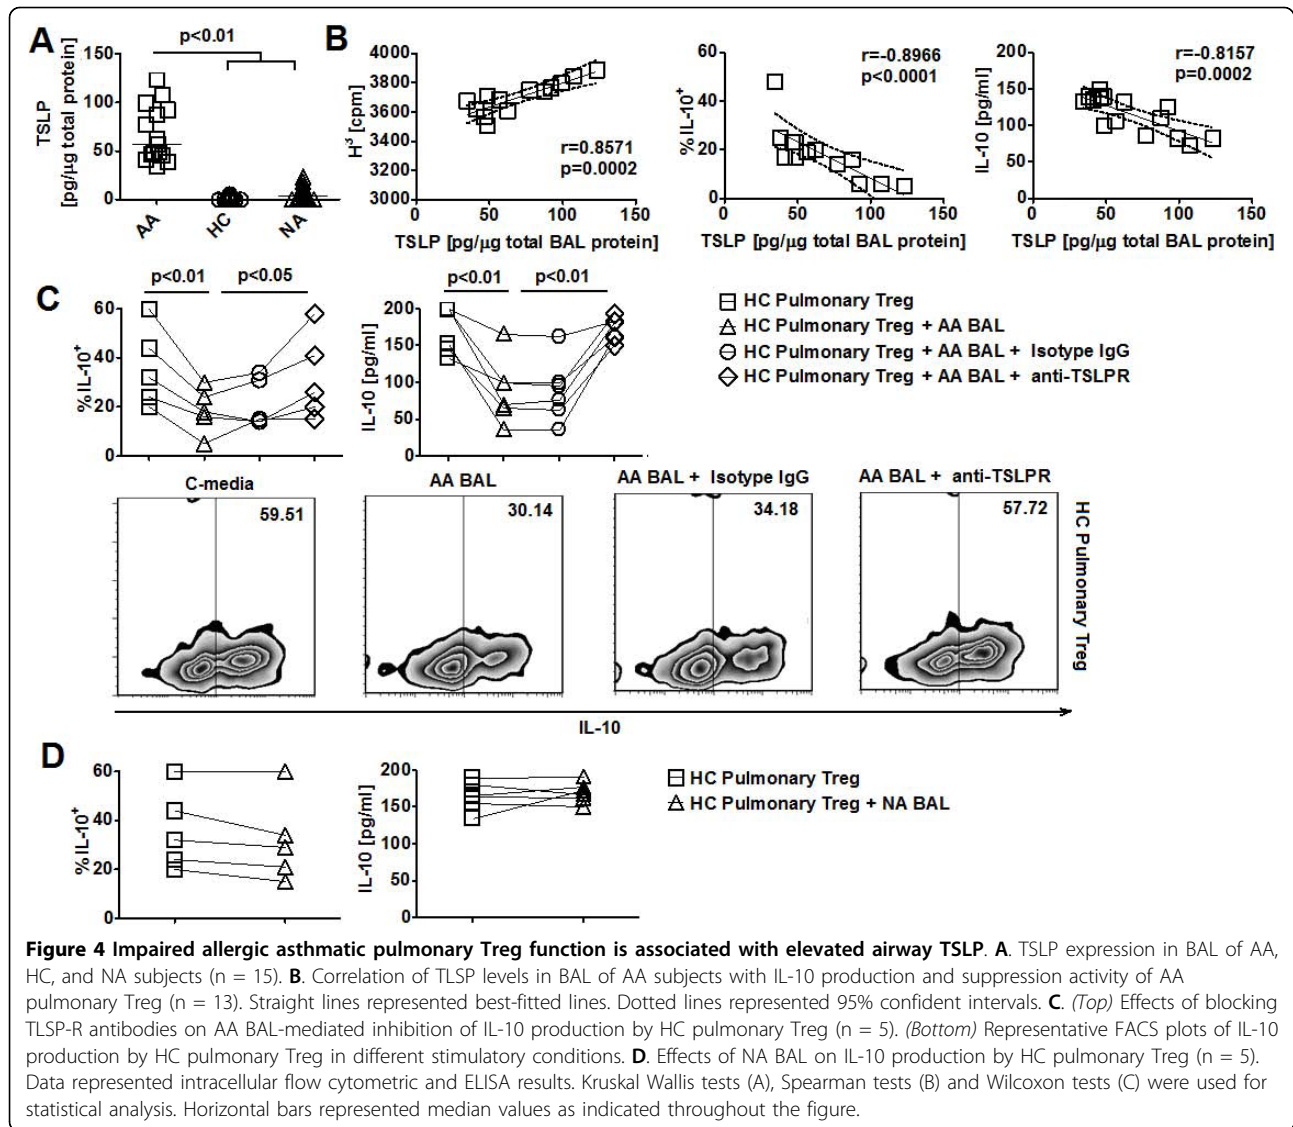 A
p<0.01
TSLP
[pg/µg total protein]
150
100
50
0
AA
HC
NA
B
H³ [cpm]
4000
3800
3600
3400
3200
3000
r=0.8571
p=0.0002
0
50
100
150
TSLP [pg/µg total BAL protein]
%IL-10⁺
60
40
20
0
r=-0.8966
p<0.0001
0
50
100
150
TSLP [pg/µg total BAL protein]
IL-10 [pg/ml]
200
150
100
50
0
r=-0.8157
p=0.0002
0
50
100
150
TSLP [pg/µg total BAL protein]
C
p<0.01
p<0.05
%IL-10⁺
60
40
20
0
p<0.01
p<0.01
IL-10 [pg/ml]
200
150
100
50
0
HC Pulmonary Treg
HC Pulmonary Treg + AA BAL
HC Pulmonary Treg + AA BAL + Isotype IgG
HC Pulmonary Treg + AA BAL + anti-TSLPR
C-media
59.51
AA BAL
30.14
AA BAL + Isotype IgG
34.18
AA BAL + anti-TSLPR
57.72
HC Pulmonary Treg
IL-10
D
%IL-10⁺
60
40
20
0
IL-10 [pg/ml]
200
150
100
50
0
HC Pulmonary Treg
HC Pulmonary Treg + NA BAL
Figure 4 Impaired allergic asthmatic pulmonary Treg function is associated with elevated airway TSLP. A. TSLP expression in BAL of AA,
HC, and NA subjects (n = 15). B. Correlation of TLSP levels in BAL of AA subjects with IL-10 production and suppression activity of AA
pulmonary Treg (n = 13). Straight lines represented best-fitted lines. Dotted lines represented 95% confident intervals. C. (Top) Effects of blocking
TLSP-R antibodies on AA BAL-mediated inhibition of IL-10 production by HC pulmonary Treg (n = 5). (Bottom) Representative FACS plots of IL-10
production by HC pulmonary Treg in different stimulatory conditions. D. Effects of NA BAL on IL-10 production by HC pulmonary Treg (n = 5).
Data represented intracellular flow cytometric and ELISA results. Kruskal Wallis tests (A), Spearman tests (B) and Wilcoxon tests (C) were used for
statistical analysis. Horizontal bars represented median values as indicated throughout the figure.